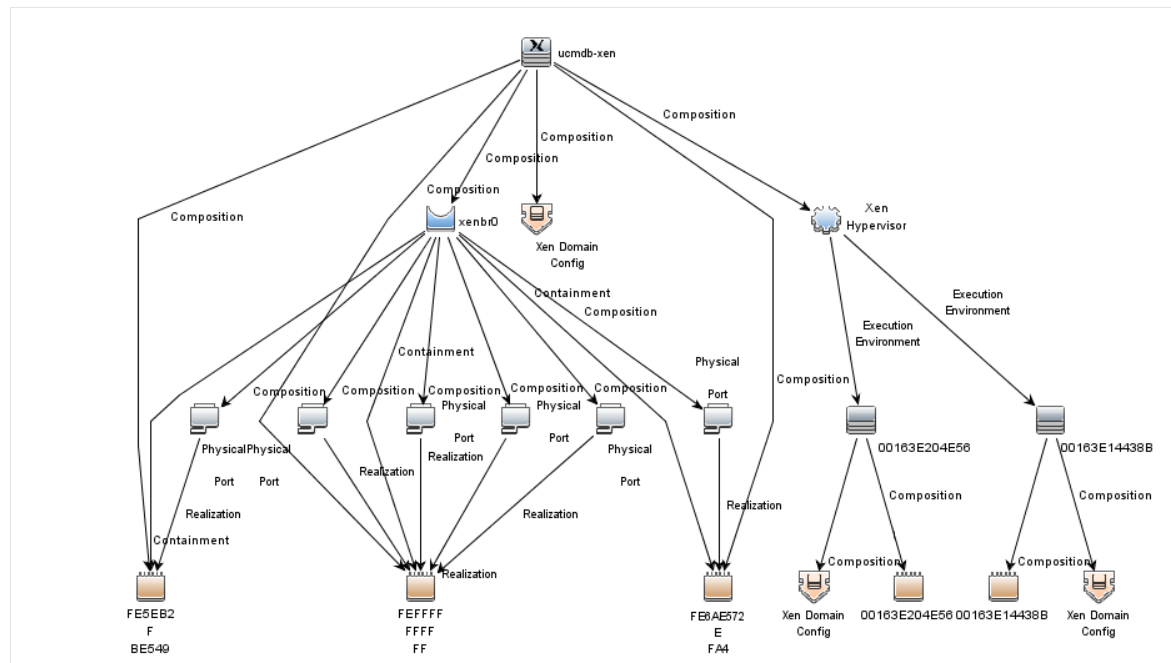 ucmdb-xen
Composition
Composition
Composition
Composition
Composition
xenbr0
Xen
Hypervisor
Xen Domain
Config
Containment
Composition
Execution
Environment
Execution
Environment
Containment
Physical
Port
Composition
Composition
Composition
Composition
Composition
Composition
Physical
Port
Physical
Port
Physical
Port
Physical
Port
Physical
Port
00163E204E56
00163E14438B
Realization
Realization
Realization
Realization
Realization
Realization
Containment
Composition
Composition
Composition
Composition
FE5EB2
F
BE549
FEFFFF
FFFF
FF
FE6AE572
E
FA4
Xen Domain
Config
00163E204E56
00163E14438B
Xen Domain
Config